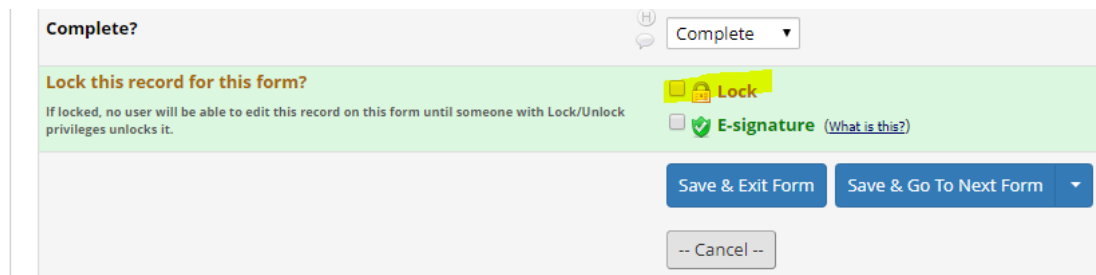 Complete?
H
Complete
Lock this record for this form?
Lock
If locked, no user will be able to edit this record on this form until someone with Lock/Unlock
privileges unlocks it.
E-signature (What is this?)
Save & Exit Form
Save & Go To Next Form
-- Cancel --